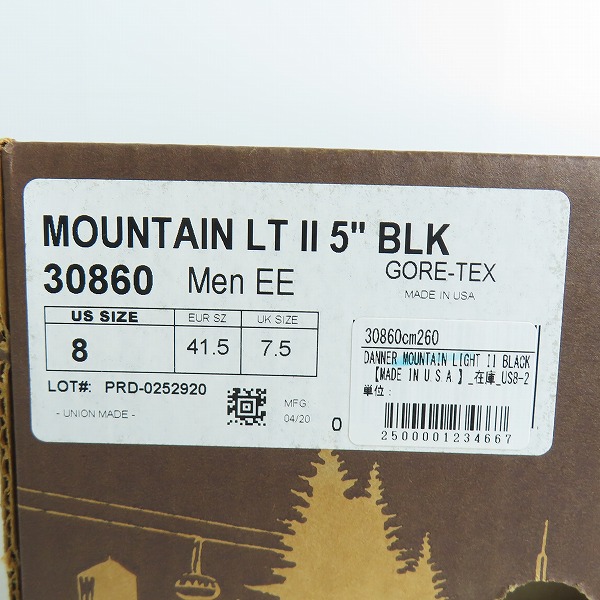 MOUNTAIN LT II 5" BLK
30860 Men EE GORE-TEX
MADE IN USA
US SIZE EUR SZ UK SIZE
8 41.5 7.5
LOT#: PRD-0252920
- UNION MADE -
MFG
04/20
0
30860cm260
DANNER MOUNTAIN LIGHT II BLACK
【MADE IN U S A 】_在庫_US8-2
単位:
2500001234667